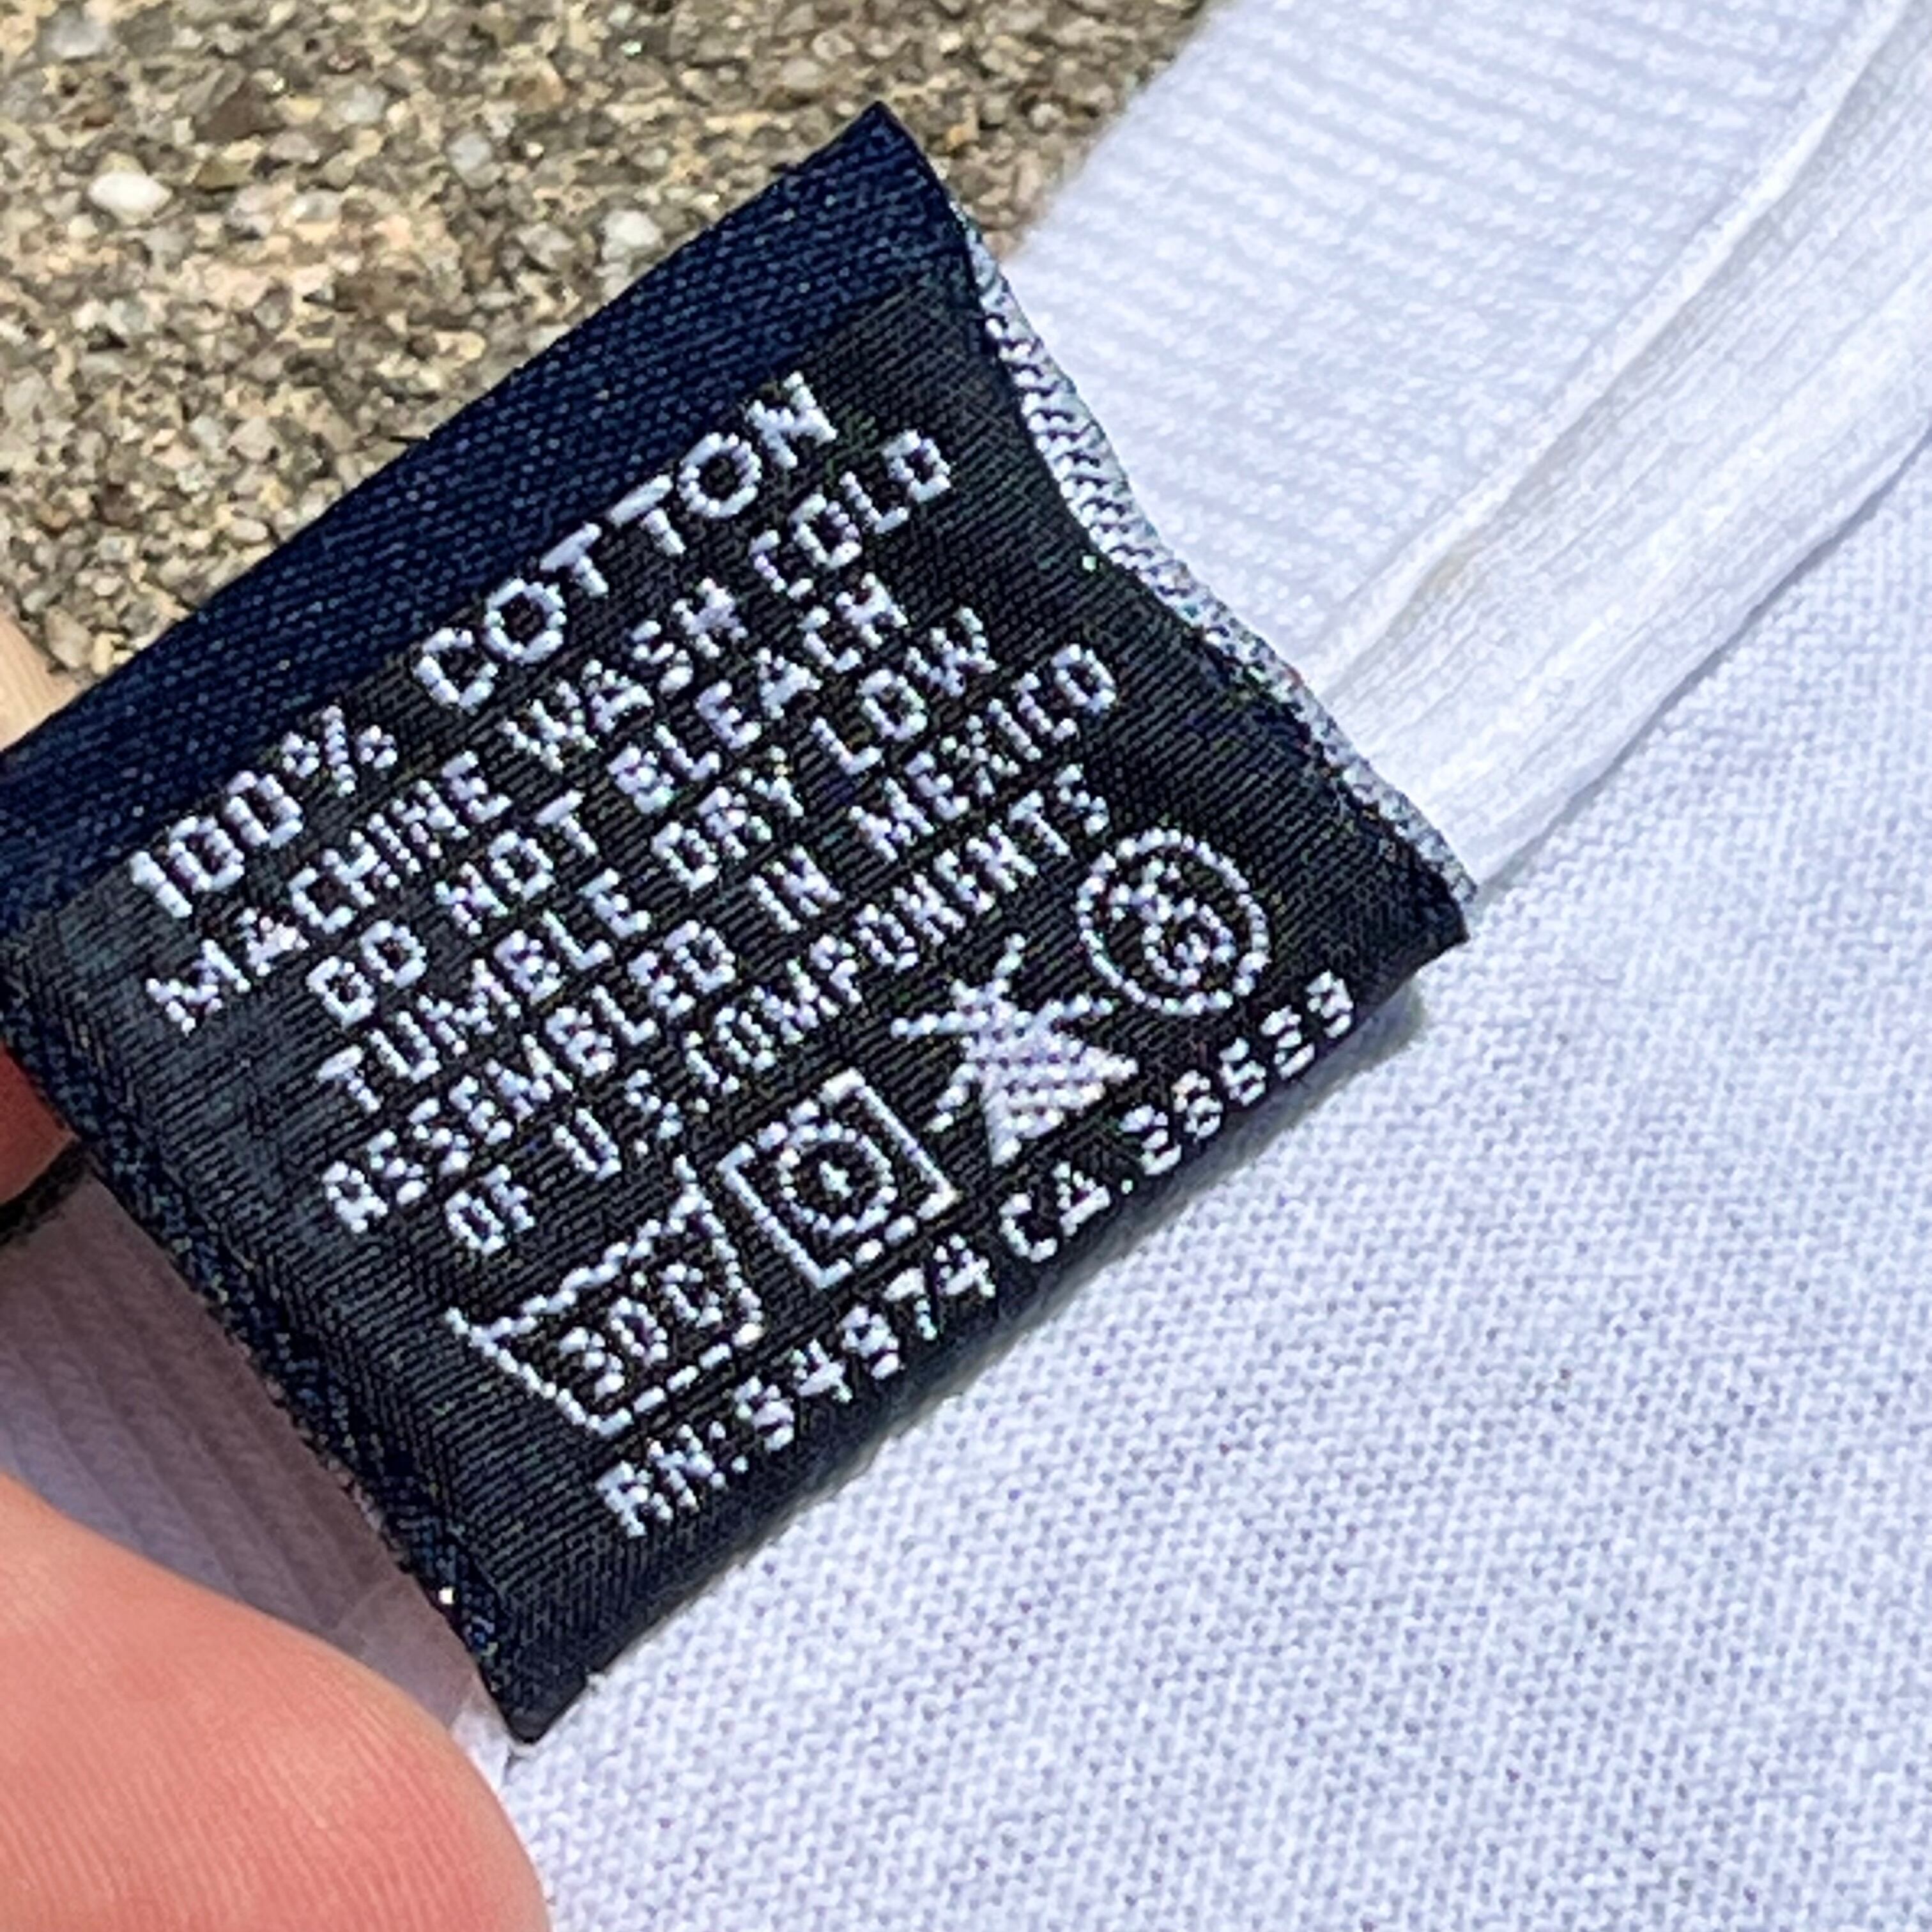 100% COTTON
MACHINE WASH COLD
DO NOT BLEACH
TUMBLE DRY LOW
ASSEMBLED IN MEXICO
OF U.S. COMPONENTS
30°C
RN:54874 CA